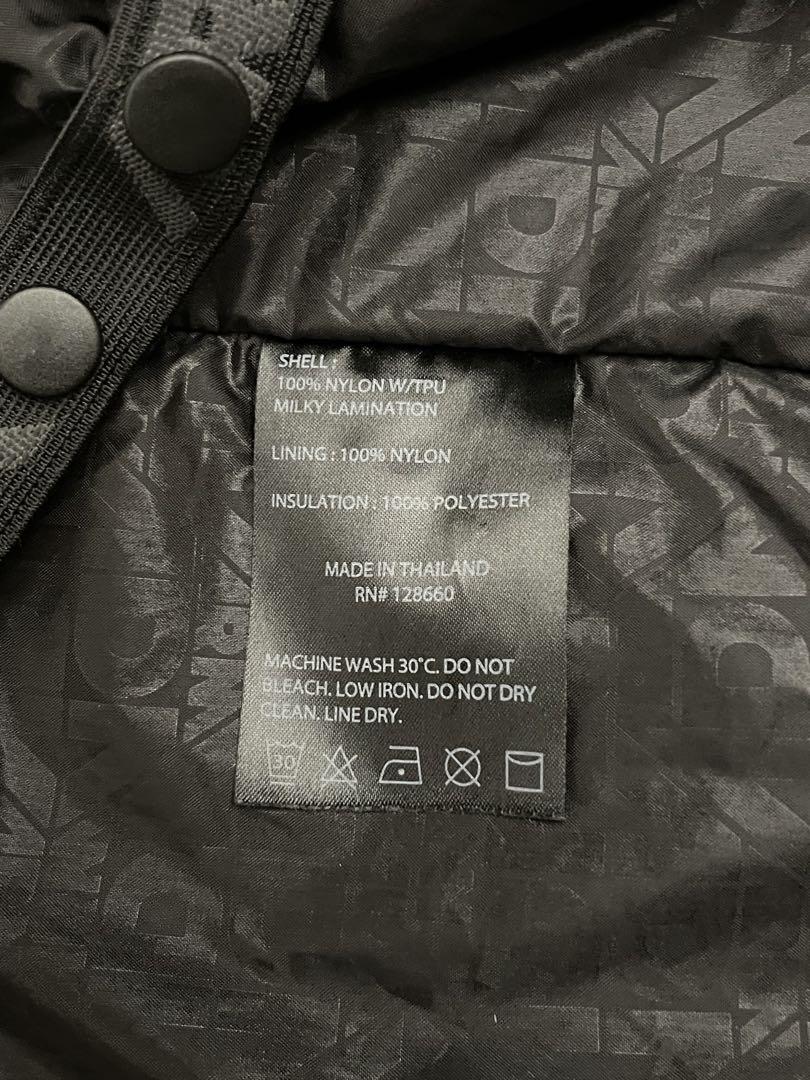 SHELL :
100% NYLON W/TPU
MILKY LAMINATION
LINING : 100% NYLON
INSULATION : 100% POLYESTER
MADE IN THAILAND
RN# 128660
MACHINE WASH 30°C. DO NOT
BLEACH. LOW IRON. DO NOT DRY
CLEAN. LINE DRY.
30